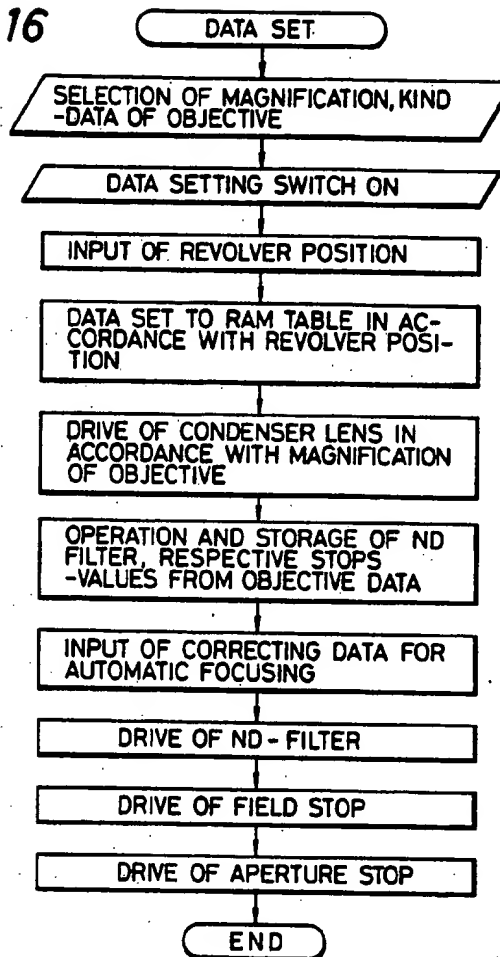 16
DATA SET
SELECTION OF MAGNIFICATION, KIND
-DATA OF OBJECTIVE
DATA SETTING SWITCH ON
INPUT OF REVOLVER POSITION
DATA SET TO RAM TABLE IN AC-
CORDANCE WITH REVOLVER POSI-
TION
DRIVE OF CONDENSER LENS IN
ACCORDANCE WITH MAGNIFICATION
OF OBJECTIVE
OPERATION AND STORAGE OF ND
FILTER, RESPECTIVE STOPS
-VALUES FROM OBJECTIVE DATA
INPUT OF CORRECTING DATA FOR
AUTOMATIC FOCUSING
DRIVE OF ND-FILTER
DRIVE OF FIELD STOP
DRIVE OF APERTURE STOP
END